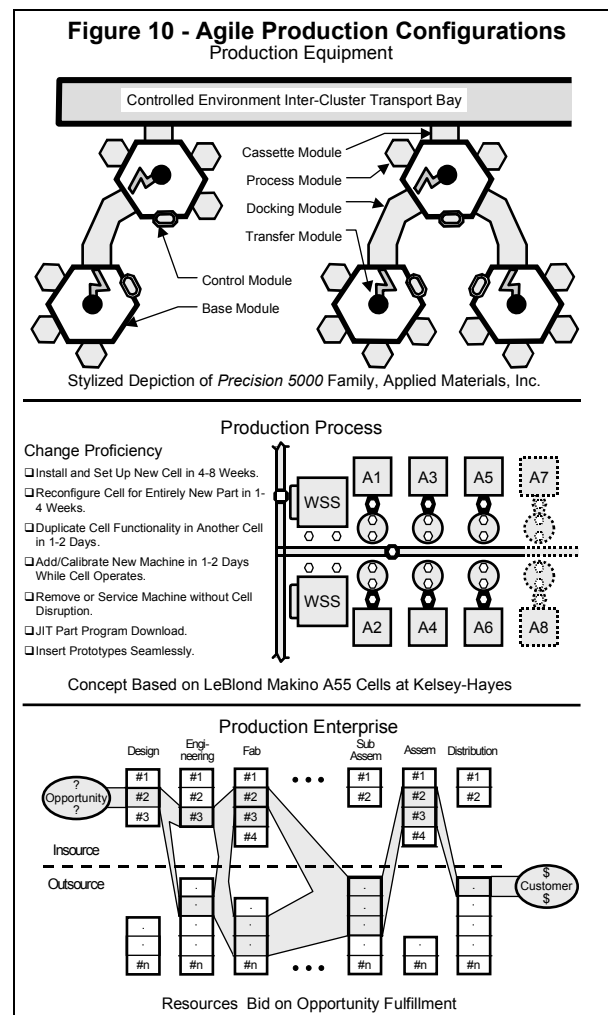 Figure 10 - Agile Production Configurations
Production Equipment
Controlled Environment Inter-Cluster Transport Bay
Cassette Module
Process Module
Docking Module
Transfer Module
Control Module
Base Module
Stylized Depiction of Precision 5000 Family, Applied Materials, Inc.
Production Process
Change Proficiency
❑Install and Set Up New Cell in 4-8 Weeks.
❑Reconfigure Cell for Entirely New Part in 1-
4 Weeks.
❑Duplicate Cell Functionality in Another Cell
in 1-2 Days.
❑Add/Calibrate New Machine in 1-2 Days
While Cell Operates.
❑Remove or Service Machine without Cell
Disruption.
❑JIT Part Program Download.
❑Insert Prototypes Seamlessly.
A1 A3 A5 A7
WSS
WSS
A2 A4 A6 A8
Concept Based on LeBlond Makino A55 Cells at Kelsey-Hayes
Production Enterprise
Design Engi-
neering Fab Sub
Assem Assem Distribution
#1 #1 #1 • • • #1 #1 #1
#2 #2 #2 #2 #2 #2
#3 #3 #3 #3
#4 #4
?
Opportunity
?
Insource
Outsource
$
Customer
$
#n #n #n • • • #n #n #n
Resources Bid on Opportunity Fulfillment